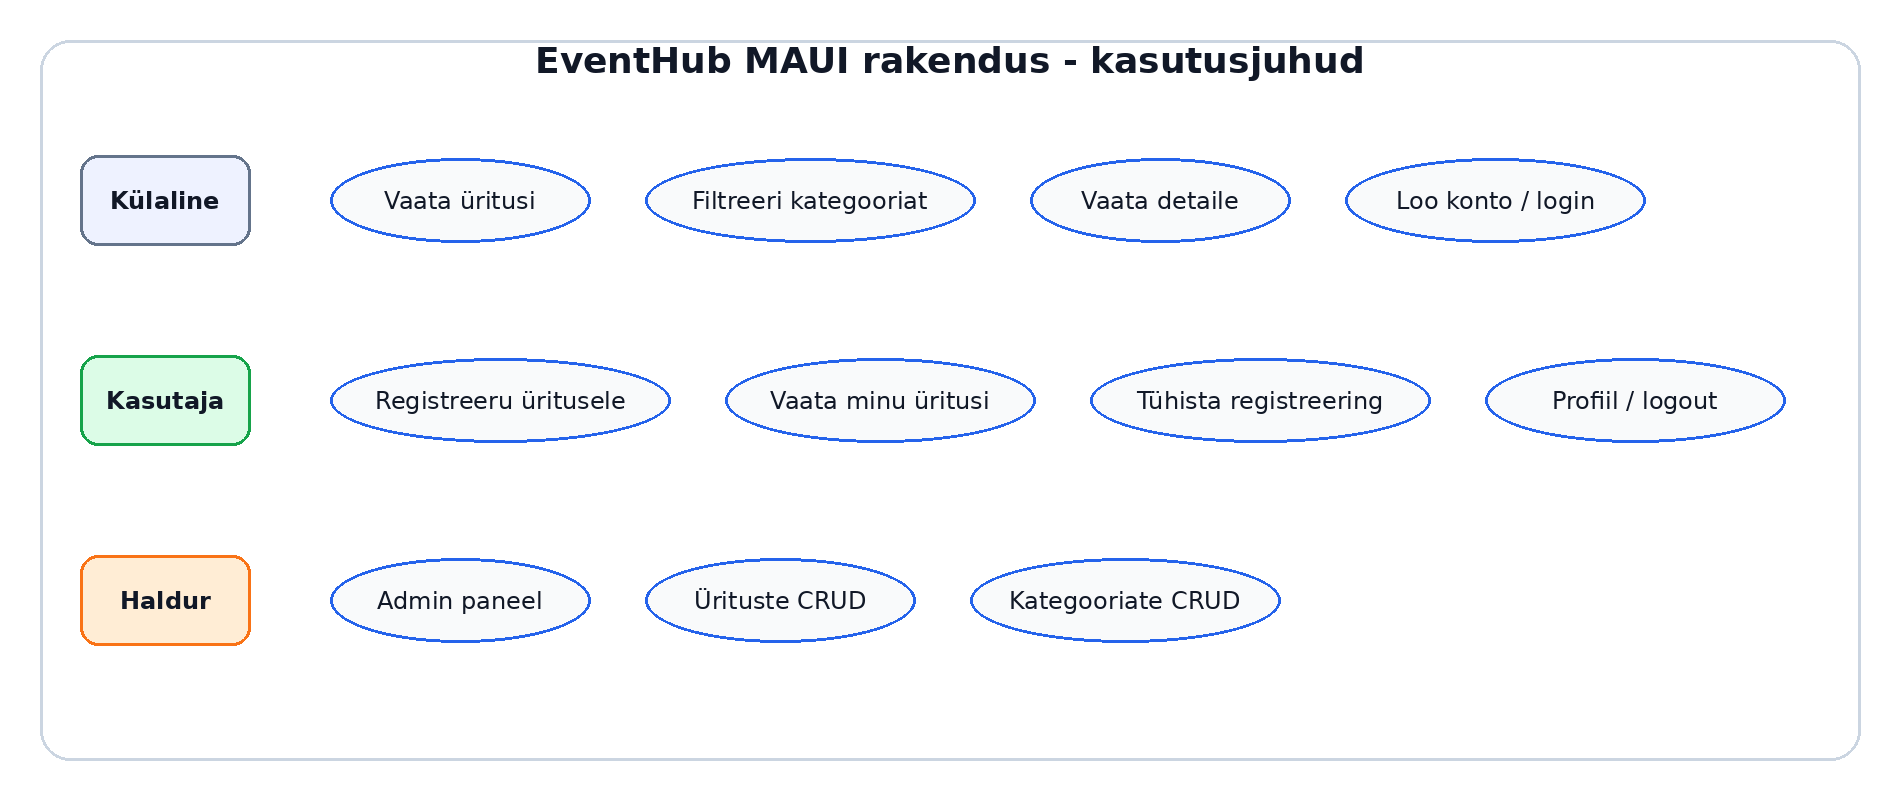 EventHub MAUI rakendus - kasutusjuhud
Külaline
Vaata üritusi
Filtreeri kategooriat
Vaata detaile
Loo konto / login
Kasutaja
Registreeru üritusele
Vaata minu üritusi
Tühista registreering
Profiil / logout
Haldur
Admin paneel
Ürituste CRUD
Kategooriate CRUD